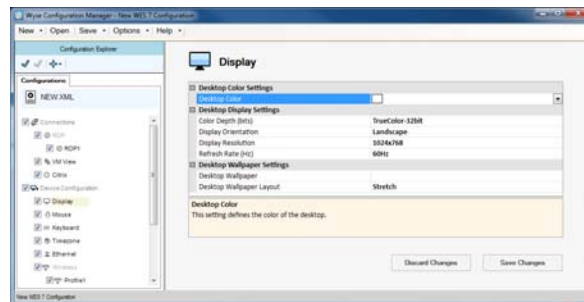 Wyse Configuration Manager - New WES 7 Configuration
New Open Save Options Help
Configuration Explorer
Configurations
NEW XML
Connections
RDP
RDP1
VM View
Citrix
Device Configuration
Display
Mouse
Keyboard
Timezone
Ethernet
Wireless
Profile1
Display
Desktop Color Settings
Desktop Color
Desktop Display Settings
Color Depth (Bits) TrueColor-32bit
Display Orientation Landscape
Display Resolution 1024x768
Refresh Rate (Hz) 60Hz
Desktop Wallpaper Settings
Desktop Wallpaper
Desktop Wallpaper Layout Stretch
Desktop Color
This setting defines the color of the desktop.
Discard Changes Save Changes
New WES 7 Configuration